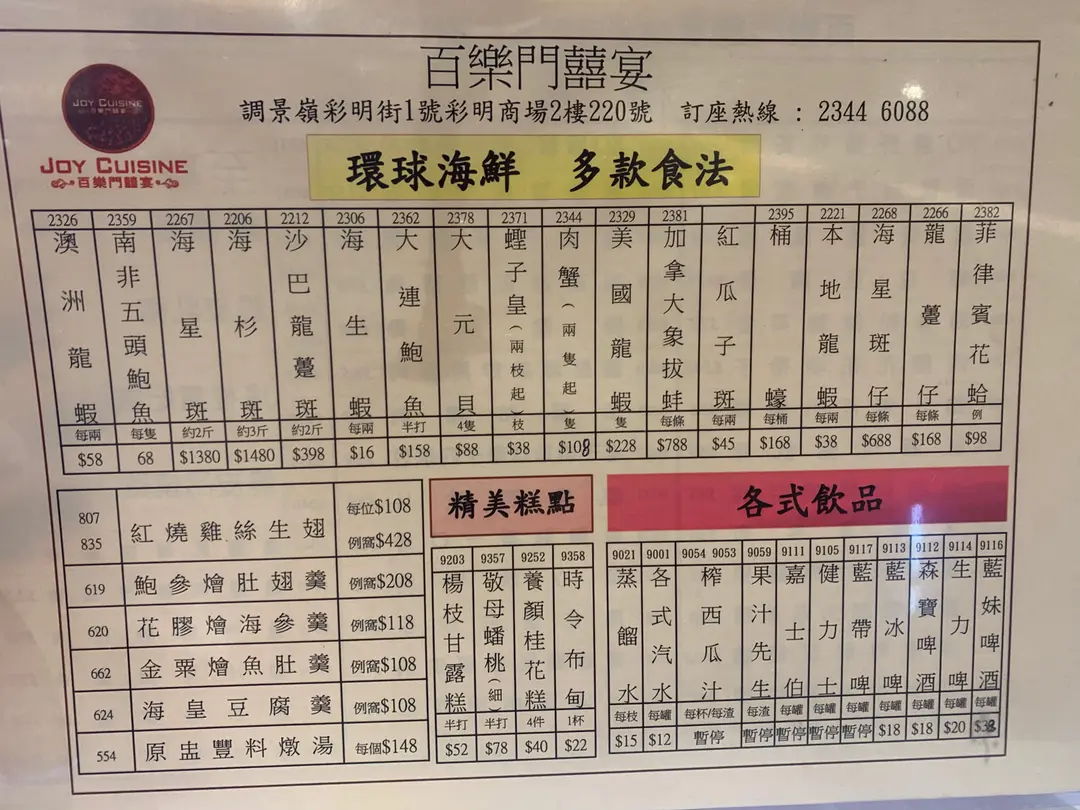 百樂門囍宴
JOY CUISINE
百樂門囍宴
調景嶺彩明街1號彩明商場2樓220號 訂座熱線 : 2344 6088
JOY CUISINE
百樂門囍宴
環球海鮮 多款食法
2326 澳洲龍蝦 每兩 $58
2359 南非五頭鮑魚 每隻 68
2267 海星斑 約2斤 $1380
2206 海杉斑 約3斤 $1480
2212 沙巴龍躉斑 約2斤 $398
2306 海生蝦 每兩 $16
2362 大連鮑魚 半打 $158
2378 大元貝 4隻 $88
2371 蟶子皇(兩枝起) 枝 $38
2344 肉蟹(兩隻起) 隻 $108
2329 美國龍蝦 隻 $228
2381 加拿大象拔蚌 每條 $788
紅瓜子斑 每兩 $45
2395 桶蠔 每桶 $168
2221 本地龍蝦 每兩 $38
2268 海星斑仔 每條 $688
2266 龍躉仔 每條 $168
2382 菲律賓花蛤 例 $98
807 835 紅燒雞絲生翅 每位$108 例窩$428
619 鮑參燴肚翅羹 例窩$208
620 花膠燴海參羹 例窩$118
662 金粟燴魚肚羹 例窩$108
624 海皇豆腐羹 例窩$108
554 原盅豐料燉湯 每個$148
精美糕點
9203 楊枝甘露糕 半打 $52
9357 敬母蟠桃(細) 半打 $78
9252 養顏桂花糕 4件 $40
9358 時令布甸 1杯 $22
各式飲品
9021 蒸餾水 每枝 $15
9001 各式汽水 每罐 $12
9054 9053 榨西瓜汁 每杯/每渣 暫停
9059 果汁先生 每渣 暫停
9111 嘉士伯 每罐 暫停
9105 健力士 每罐 暫停
9117 藍帶啤 每罐 暫停
9113 藍冰啤 每罐 $18
9112 森寶啤酒 每罐 $18
9114 生力啤 每罐 $20
9116 藍妹啤酒 每罐